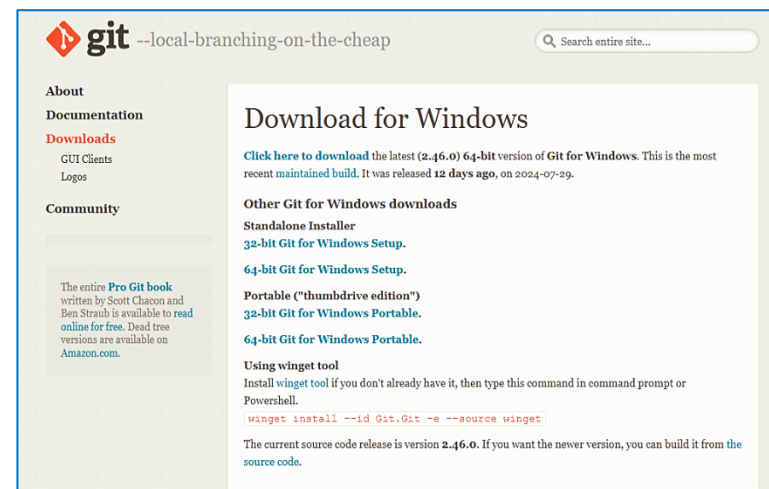 git --local-branching-on-the-cheap
Search entire site...
About
Documentation
Downloads
GUI Clients
Logos
Community
The entire Pro Git book
written by Scott Chacon and
Ben Straub is available to read
online for free. Dead tree
versions are available on
Amazon.com.
Download for Windows
Click here to download the latest (2.46.0) 64-bit version of Git for Windows. This is the most
recent maintained build. It was released 12 days ago, on 2024-07-29.
Other Git for Windows downloads
Standalone Installer
32-bit Git for Windows Setup.
64-bit Git for Windows Setup.
Portable ("thumbdrive edition")
32-bit Git for Windows Portable.
64-bit Git for Windows Portable.
Using winget tool
Install winget tool if you don't already have it, then type this command in command prompt or
Powershell.
winget install --id Git.Git -e --source winget
The current source code release is version 2.46.0. If you want the newer version, you can build it from the
source code.